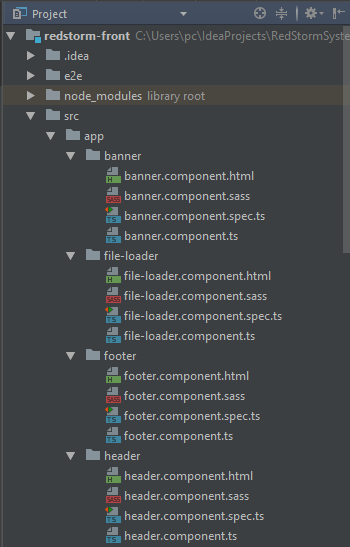 Project
redstorm-front C:\Users\pc\IdeaProjects\RedStormSyste
.idea
e2e
node_modules library root
src
app
banner
banner.component.html
banner.component.sass
banner.component.spec.ts
banner.component.ts
file-loader
file-loader.component.html
file-loader.component.sass
file-loader.component.spec.ts
file-loader.component.ts
footer
footer.component.html
footer.component.sass
footer.component.spec.ts
footer.component.ts
header
header.component.html
header.component.sass
header.component.spec.ts
header.component.ts